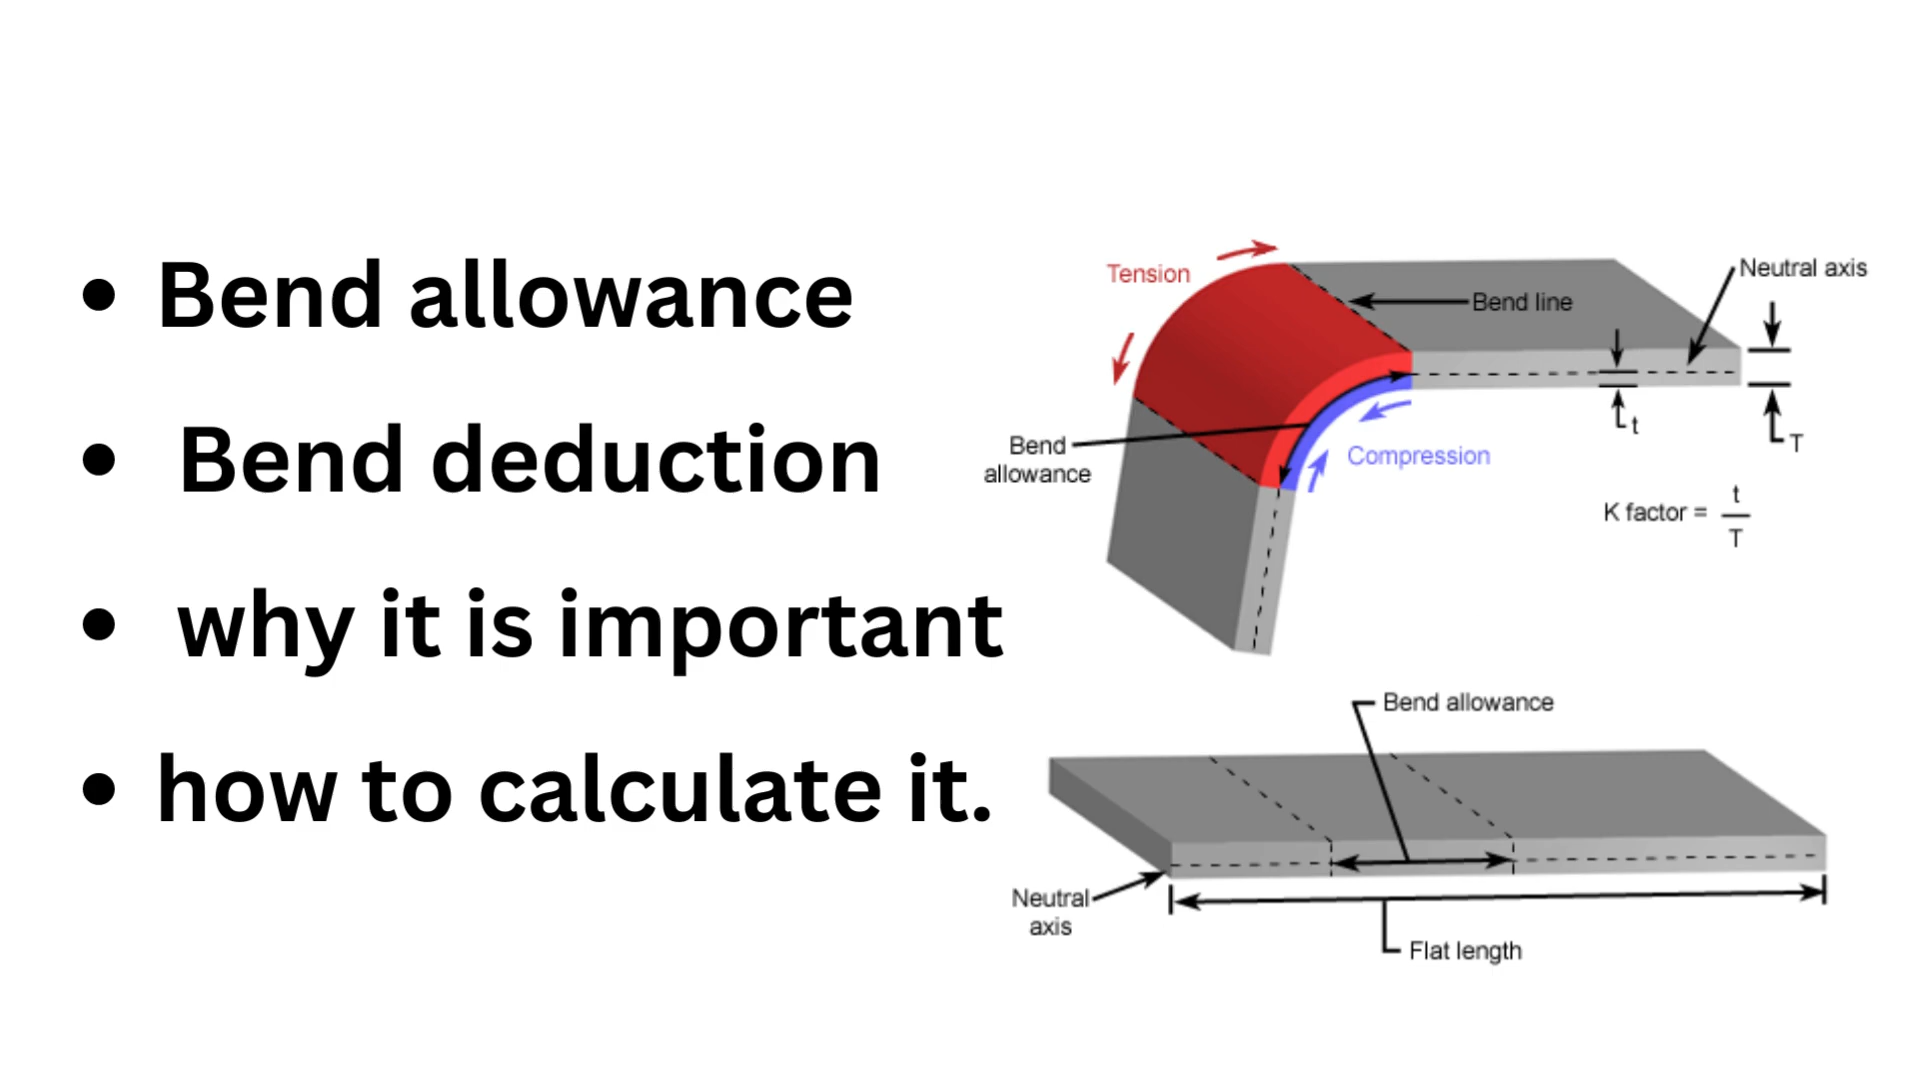 Bend allowance
Bend deduction
why it is important
how to calculate it.
Tension
Neutral axis
Bend line
t
T
Bend
allowance
Compression
K factor = t
T
Bend allowance
Neutral
axis
Flat length